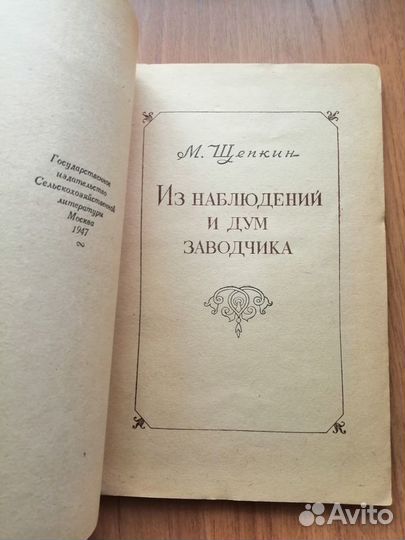 Государственное
издательство
Сельскохозяйственной
литературы
Москва
1947
М. Щепкин
Из наблюдений
и дум
заводчика
Avito